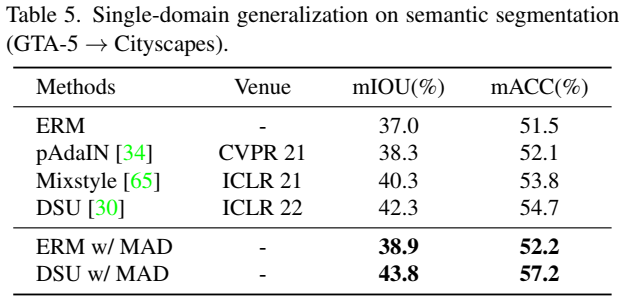 Table 5. Single-domain generalization on semantic segmentation
(GTA-5 → Cityscapes).
Methods Venue mIOU(%) mACC(%)
ERM - 37.0 51.5
pAdaIN [34] CVPR 21 38.3 52.1
Mixstyle [65] ICLR 21 40.3 53.8
DSU [30] ICLR 22 42.3 54.7
ERM w/ MAD - 38.9 52.2
DSU w/ MAD - 43.8 57.2